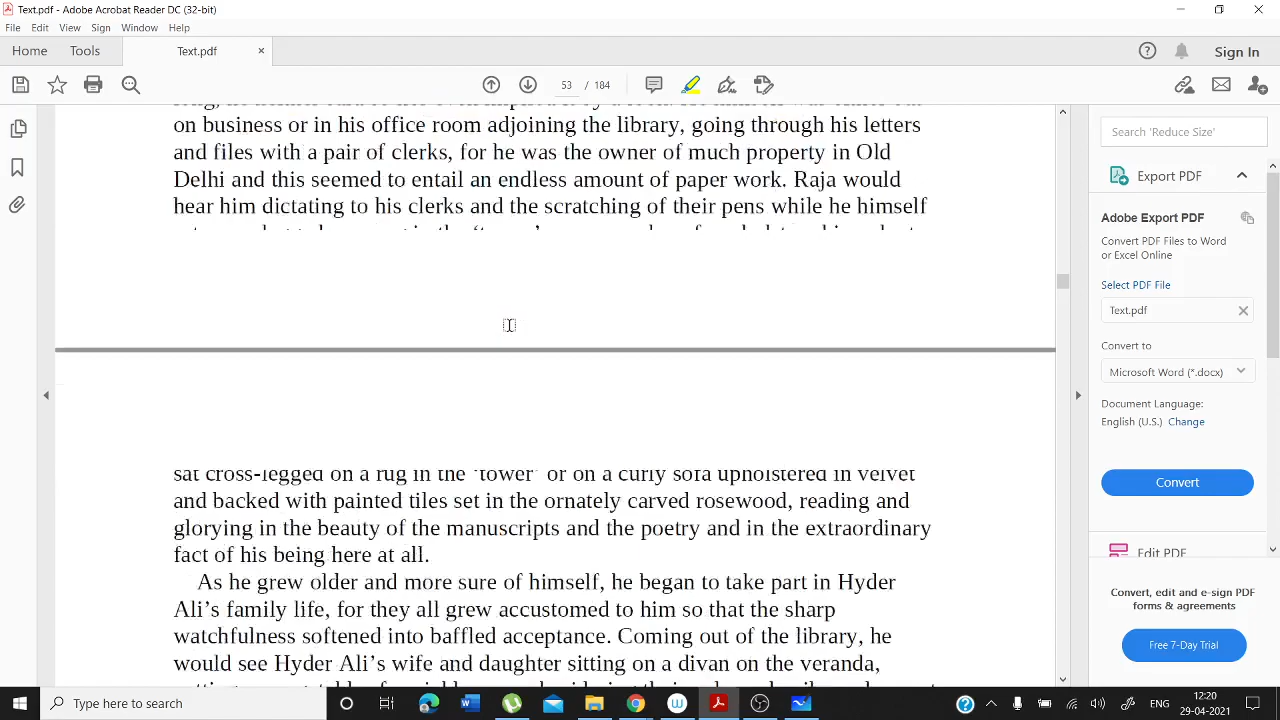 Text.pdf - Adobe Acrobat Reader DC (32-bit)
File Edit View Sign Window Help
Home Tools Text.pdf × Sign In
53 / 184
on business or in his office room adjoining the library, going through his letters
and files with a pair of clerks, for he was the owner of much property in Old
Delhi and this seemed to entail an endless amount of paper work. Raja would
hear him dictating to his clerks and the scratching of their pens while he himself
sat cross-legged on a rug in the ‘tower’ or on a curly sofa upholstered in velvet
and backed with painted tiles set in the ornately carved rosewood, reading and
glorying in the beauty of the manuscripts and the poetry and in the extraordinary
fact of his being here at all.
As he grew older and more sure of himself, he began to take part in Hyder
Ali’s family life, for they all grew accustomed to him so that the sharp
watchfulness softened into baffled acceptance. Coming out of the library, he
would see Hyder Ali’s wife and daughter sitting on a divan on the veranda,
Search 'Reduce Size'
Export PDF
Adobe Export PDF
Convert PDF Files to Word
or Excel Online
Select PDF File
Text.pdf
Convert to
Microsoft Word (*.docx)
Document Language:
English (U.S.) Change
Convert
Edit PDF
Convert, edit and e-sign PDF
forms & agreements
Free 7-Day Trial
Type here to search
ENG
12:20
29-04-2021